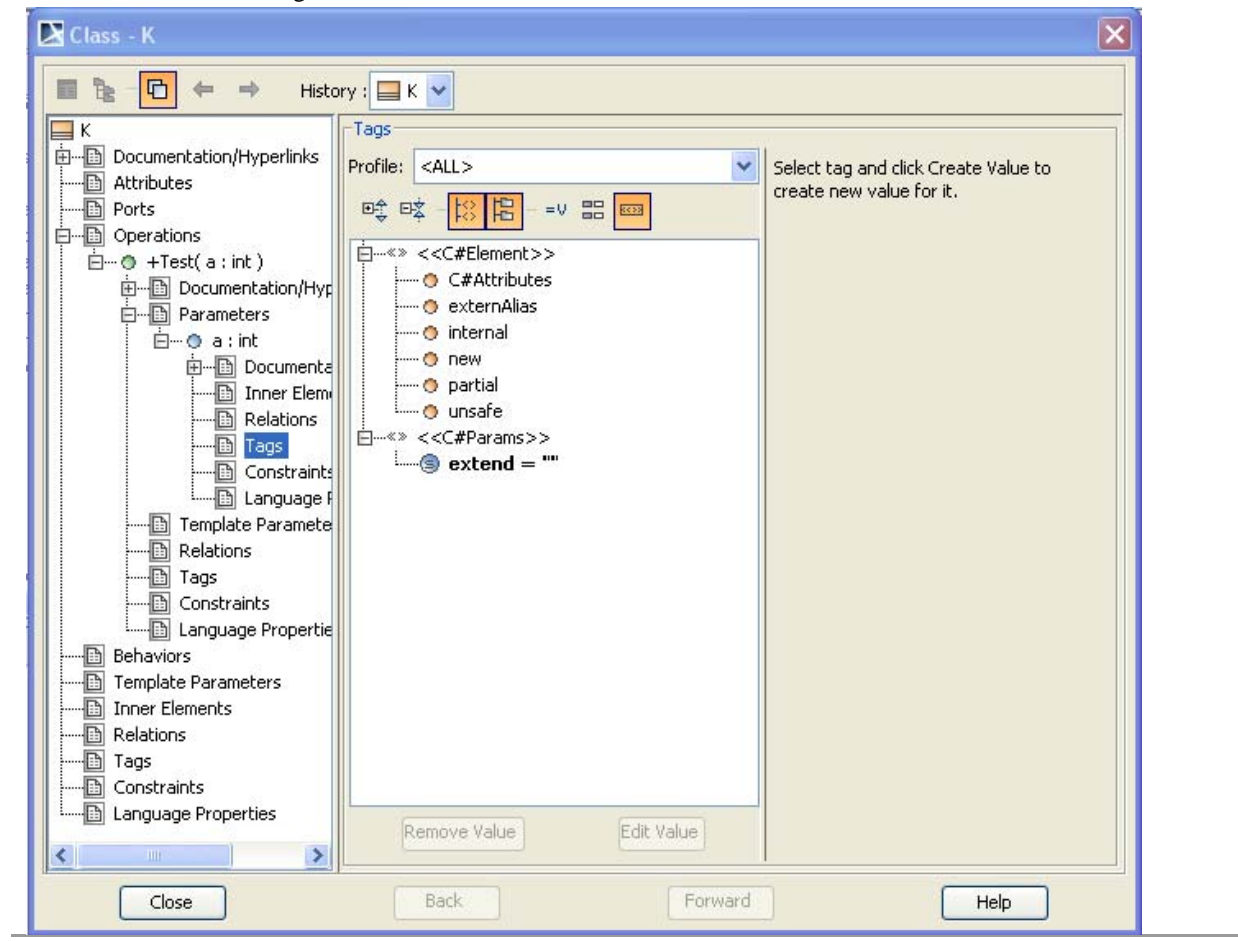 Class - K
History : K
K
Documentation/Hyperlinks
Attributes
Ports
Operations
+Test( a : int )
Documentation/Hyp
Parameters
a : int
Documenta
Inner Elem
Relations
Tags
Constraints
Language P
Template Paramete
Relations
Tags
Constraints
Language Propertie
Behaviors
Template Parameters
Inner Elements
Relations
Tags
Constraints
Language Properties
Tags
Profile: <ALL>
=V
«» <<C#Element>>
C#Attributes
externAlias
internal
new
partial
unsafe
«» <<C#Params>>
extend = ""
Remove Value Edit Value
Select tag and click Create Value to
create new value for it.
Close Back Forward Help